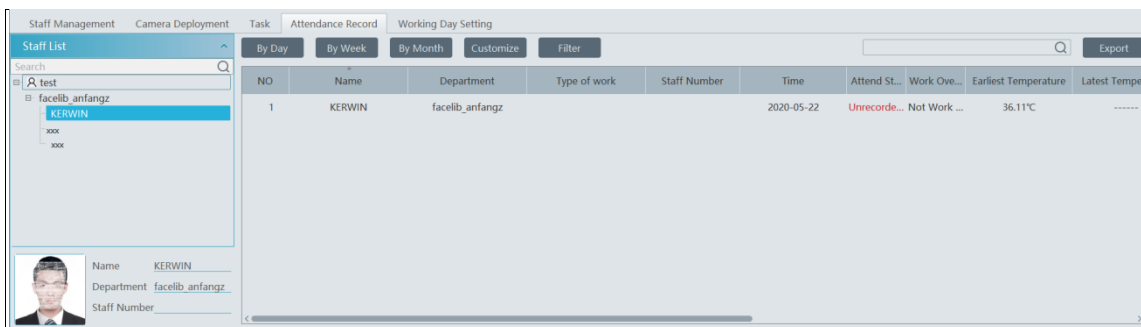 Staff Management Camera Deployment Task Attendance Record Working Day Setting
Staff List
By Day By Week By Month Customize Filter Export
Search
test
facelib_anfangz
KERWIN
xxx
xxx
NO Name Department Type of work Staff Number Time Attend St... Work Ove... Earliest Temperature Latest Tempe
1 KERWIN facelib_anfangz 2020-05-22 Unrecorde... Not Work ... 36.11℃ ------
Name KERWIN
Department facelib_anfangz
Staff Number